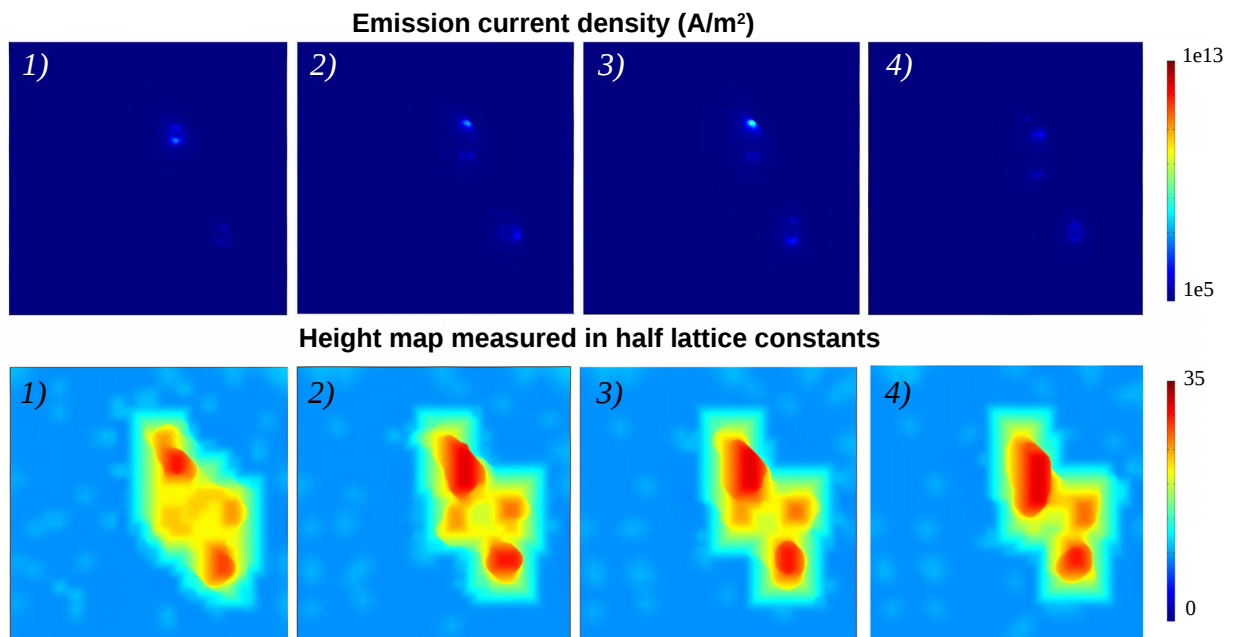 Emission current density (A/m²)
1) 2) 3) 4)
1e13
1e5
Height map measured in half lattice constants
1) 2) 3) 4)
35
0